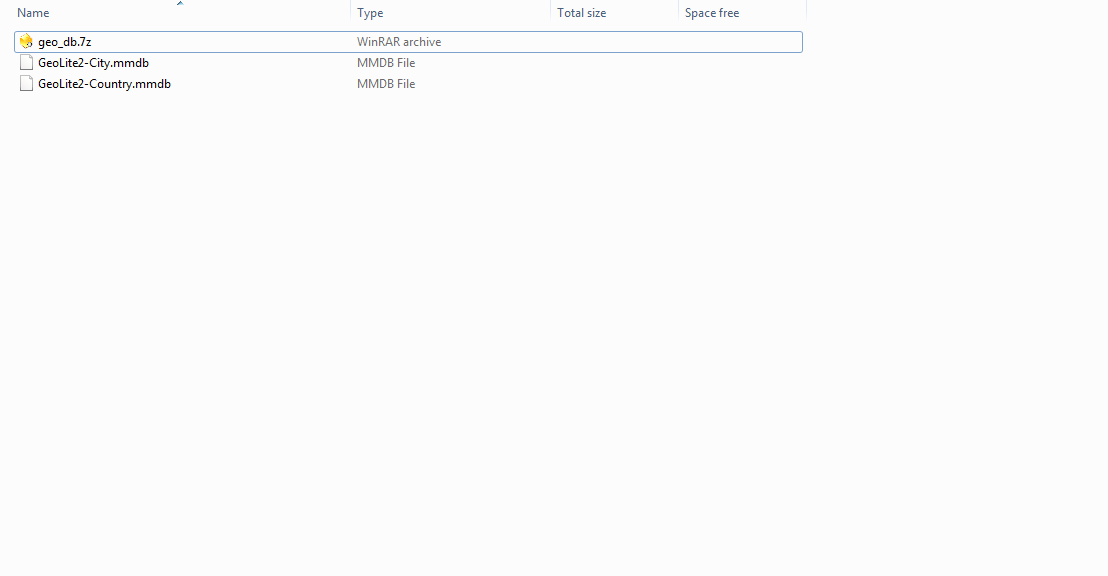 Name Type Total size Space free
geo_db.7z WinRAR archive
GeoLite2-City.mmdb MMDB File
GeoLite2-Country.mmdb MMDB File